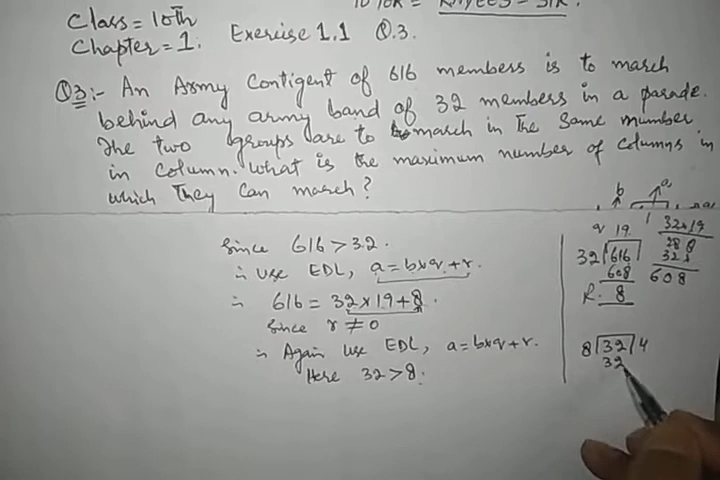 Class = 10th
Chapter = 1. Exercise 1.1 Q.3.
Q3:- An Army Contigent of 616 members is to march
behind any army band of 32 members in a parade.
The two groups are to march in the same number
in column. What is the maximum number of columns in
which they can march?
b a
q 19. 32×19
32 616
608
R. 8
608
Since 616 > 32.
∴ Use EDL, a = b×q + r.
∴ 616 = 32×19 + 8.
Since r ≠ 0
∴ Again Use EDL, a = b×q + r.
Here 32 > 8.
8 32 4
32